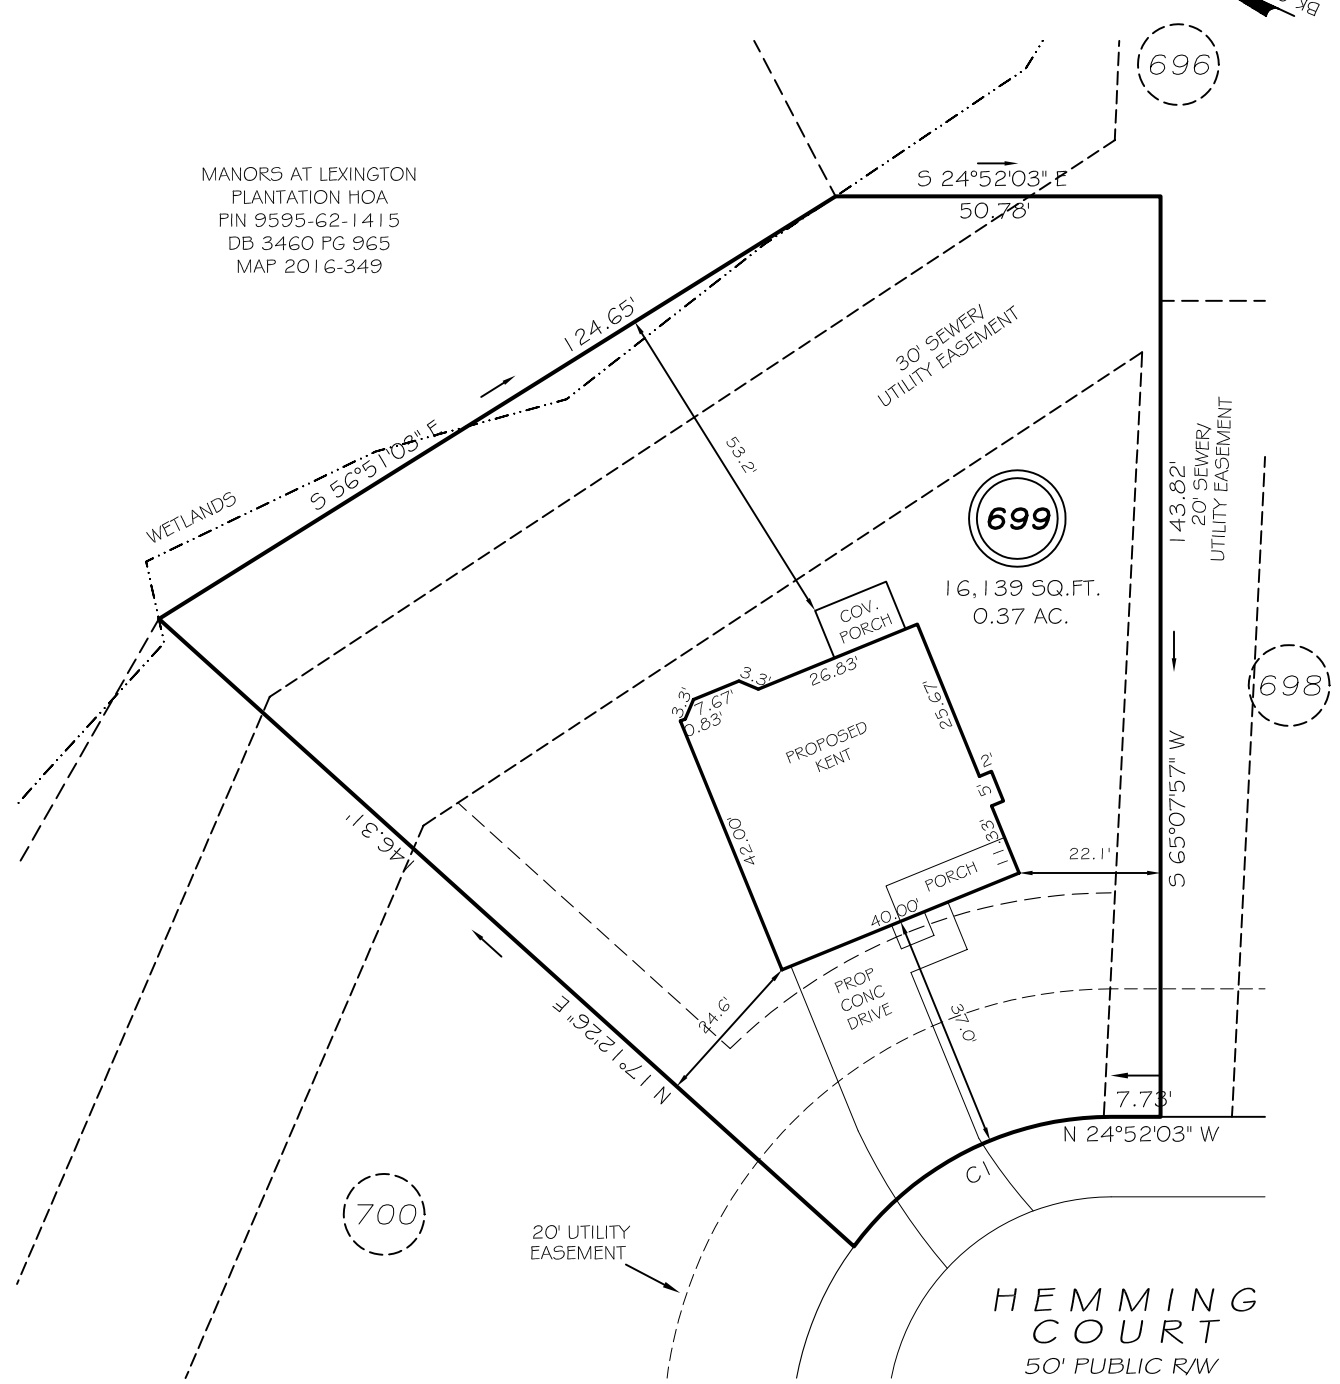 BK
696
MANORS AT LEXINGTON
PLANTATION HOA
PIN 9595-62-1415
DB 3460 PG 965
MAP 2016-349
S 24°52'03" E
50.78'
124.65'
S 56°51'03" E
WETLANDS
30' SEWER/
UTILITY EASEMENT
53.2'
143.82'
20' SEWER/
UTILITY EASEMENT
699
16,139 SQ.FT.
0.37 AC.
COV.
PORCH
698
3.3'
7.67'
0.83'
3.3'
26.83'
25.67'
PROPOSED
KENT
2'
5'
11.33'
42.00'
146.31'
22.1'
S 65°07'57" W
PORCH
40.00'
PROP
CONC
DRIVE
24.6'
37.0'
N 17°12'26" E
7.73'
N 24°52'03" W
C1
700
20' UTILITY
EASEMENT
HEMMING
COURT
50' PUBLIC R/W